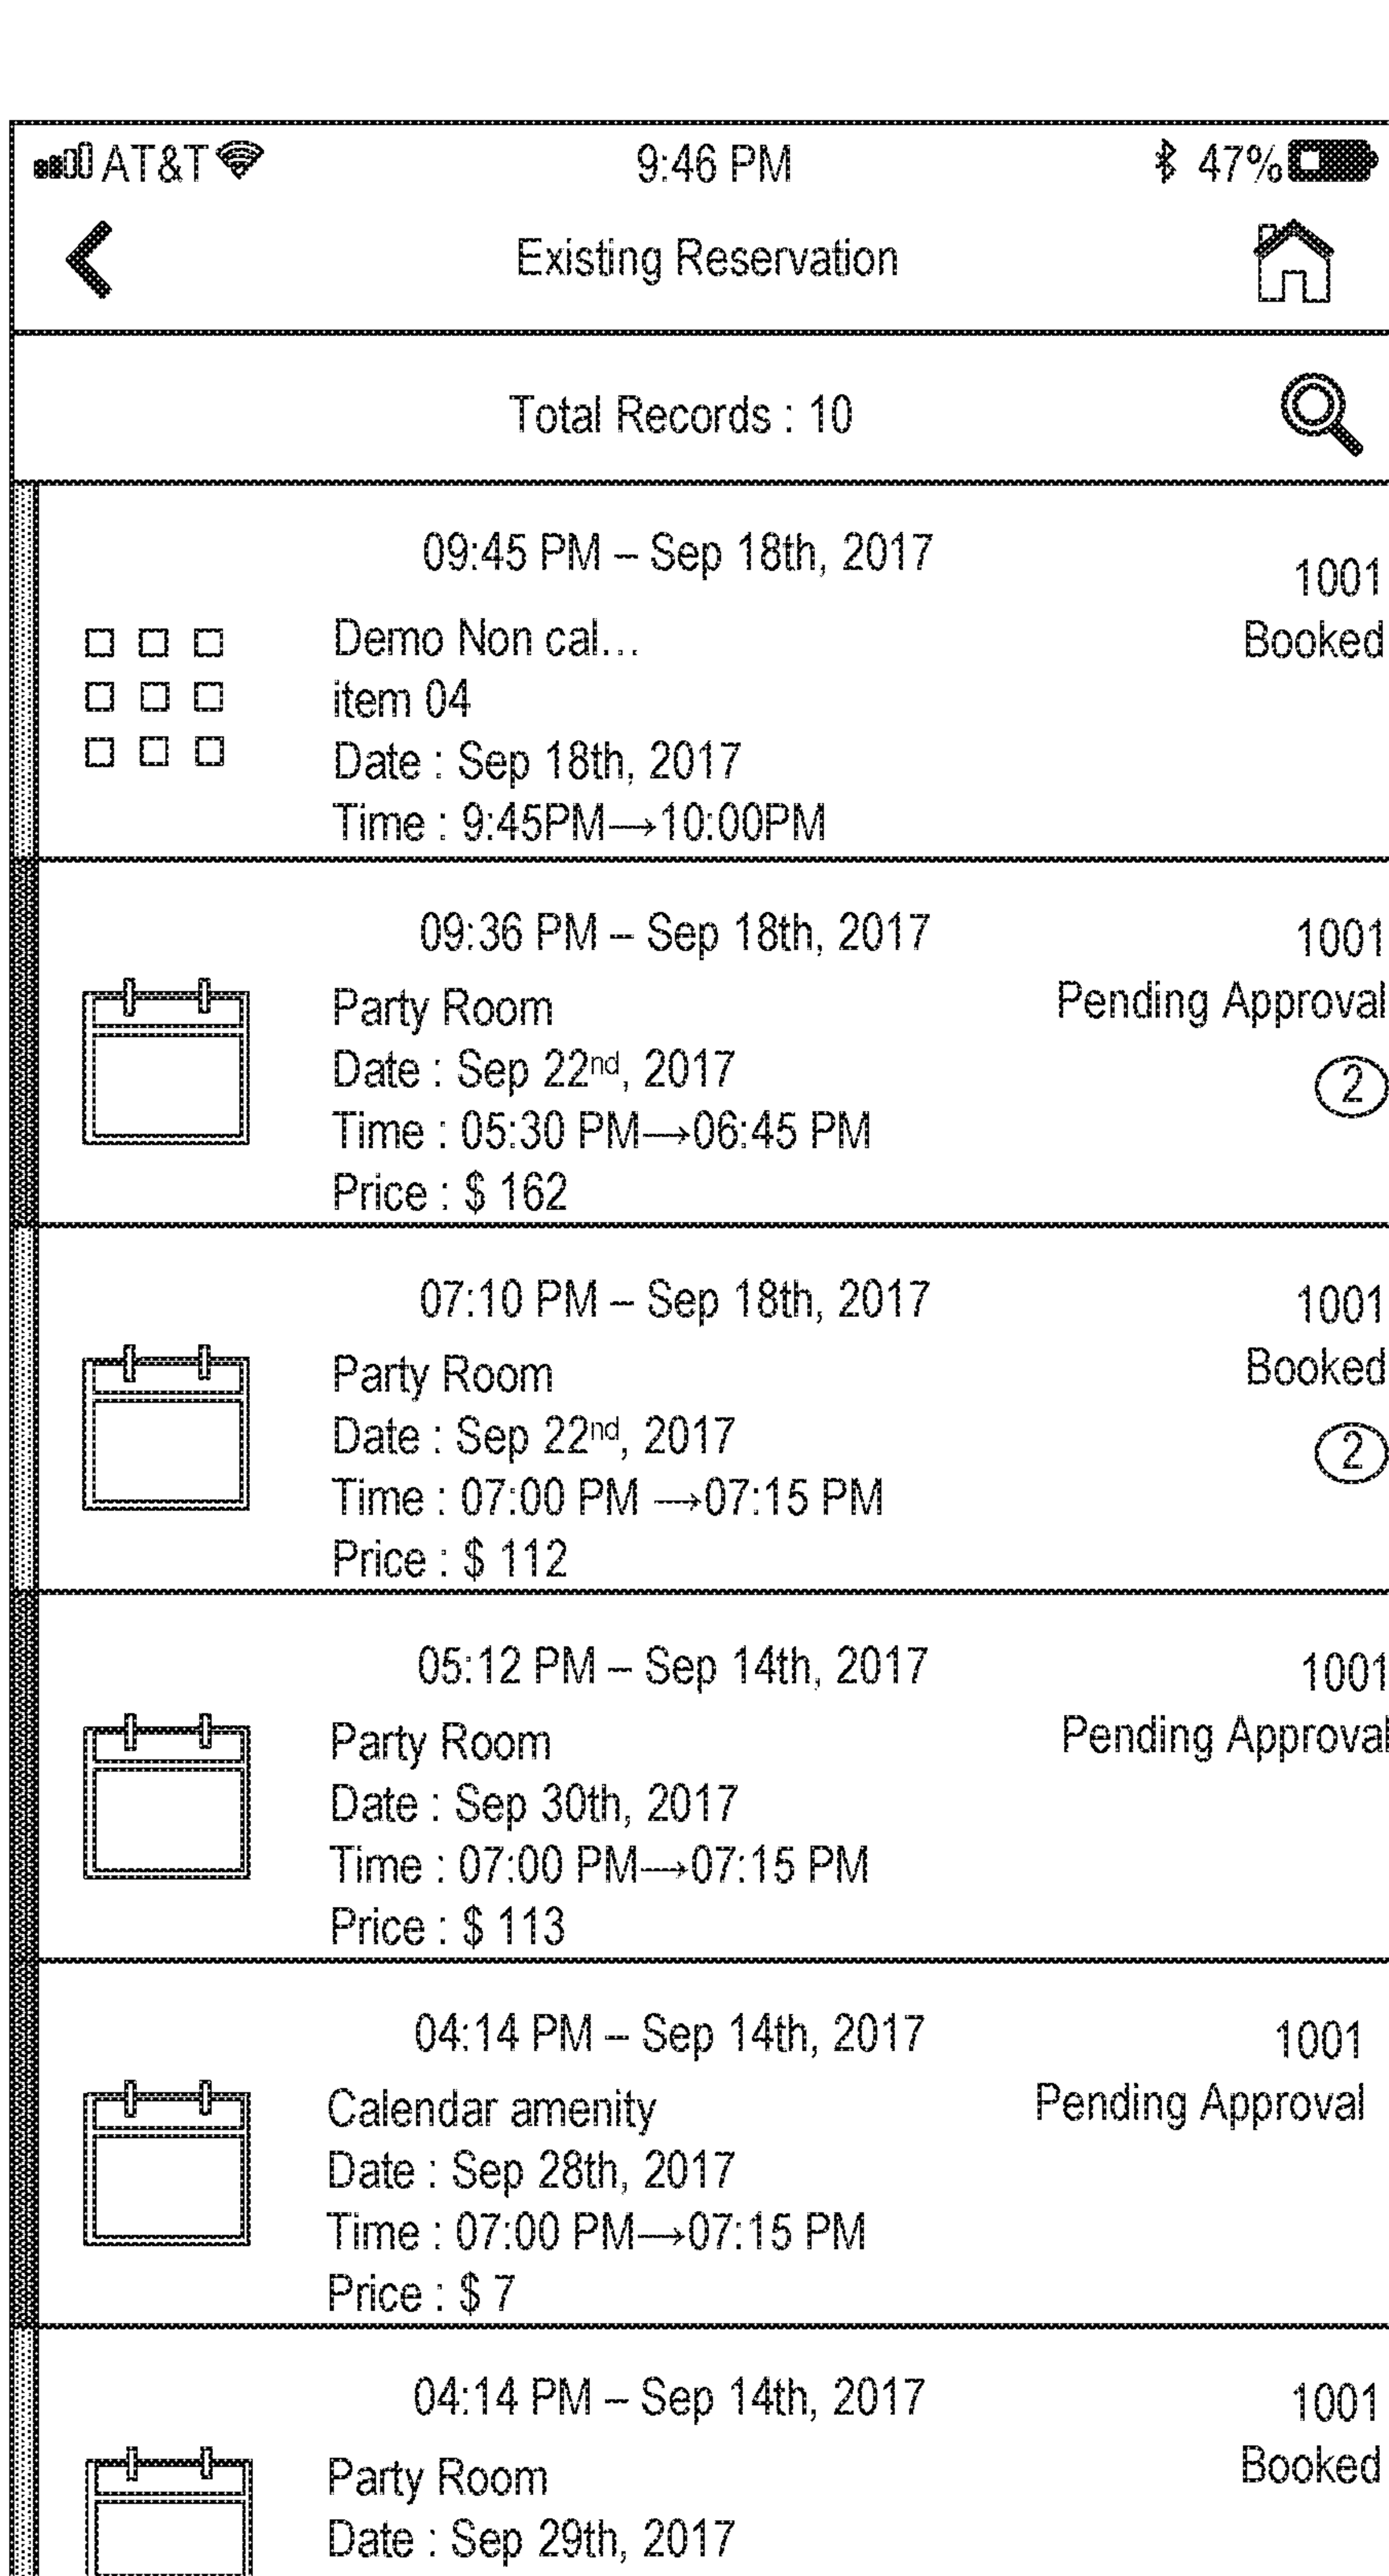 AT&T 9:46 PM 47%
Existing Reservation
Total Records : 10
09:45 PM – Sep 18th, 2017
1001
Demo Non cal...
Booked
item 04
Date : Sep 18th, 2017
Time : 9:45PM→10:00PM
09:36 PM – Sep 18th, 2017
1001
Party Room
Pending Approval
Date : Sep 22nd, 2017
2
Time : 05:30 PM→06:45 PM
Price : $ 162
07:10 PM – Sep 18th, 2017
1001
Party Room
Booked
Date : Sep 22nd, 2017
2
Time : 07:00 PM →07:15 PM
Price : $ 112
05:12 PM – Sep 14th, 2017
1001
Party Room
Pending Approval
Date : Sep 30th, 2017
Time : 07:00 PM→07:15 PM
Price : $ 113
04:14 PM – Sep 14th, 2017
1001
Calendar amenity
Pending Approval
Date : Sep 28th, 2017
Time : 07:00 PM→07:15 PM
Price : $ 7
04:14 PM – Sep 14th, 2017
1001
Party Room
Booked
Date : Sep 29th, 2017